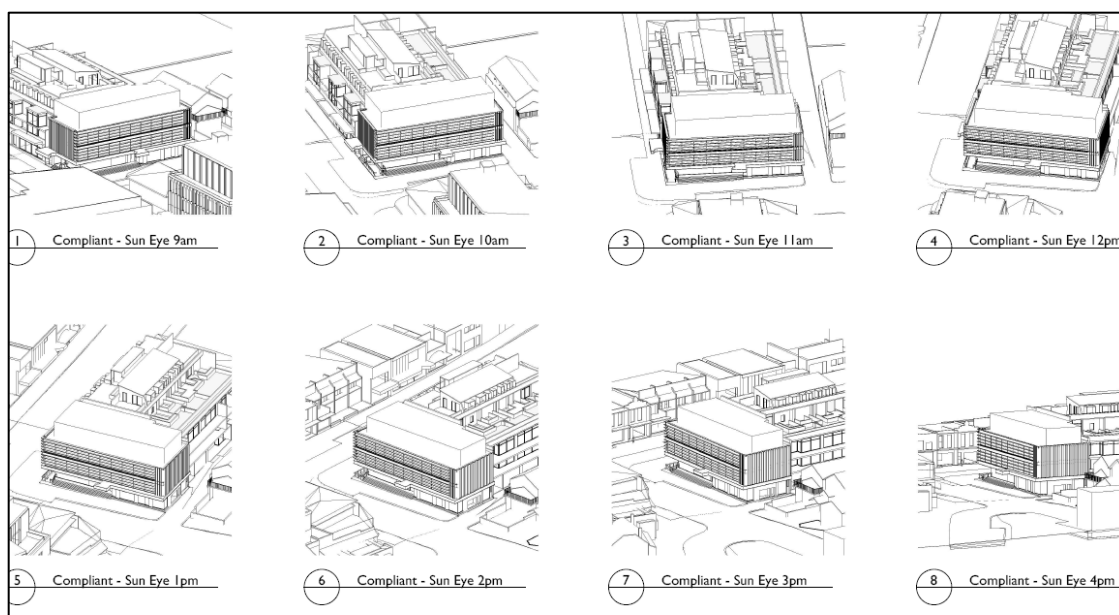 1 Compliant - Sun Eye 9am
2 Compliant - Sun Eye 10am
3 Compliant - Sun Eye 11am
4 Compliant - Sun Eye 12pm
5 Compliant - Sun Eye 1pm
6 Compliant - Sun Eye 2pm
7 Compliant - Sun Eye 3pm
8 Compliant - Sun Eye 4pm